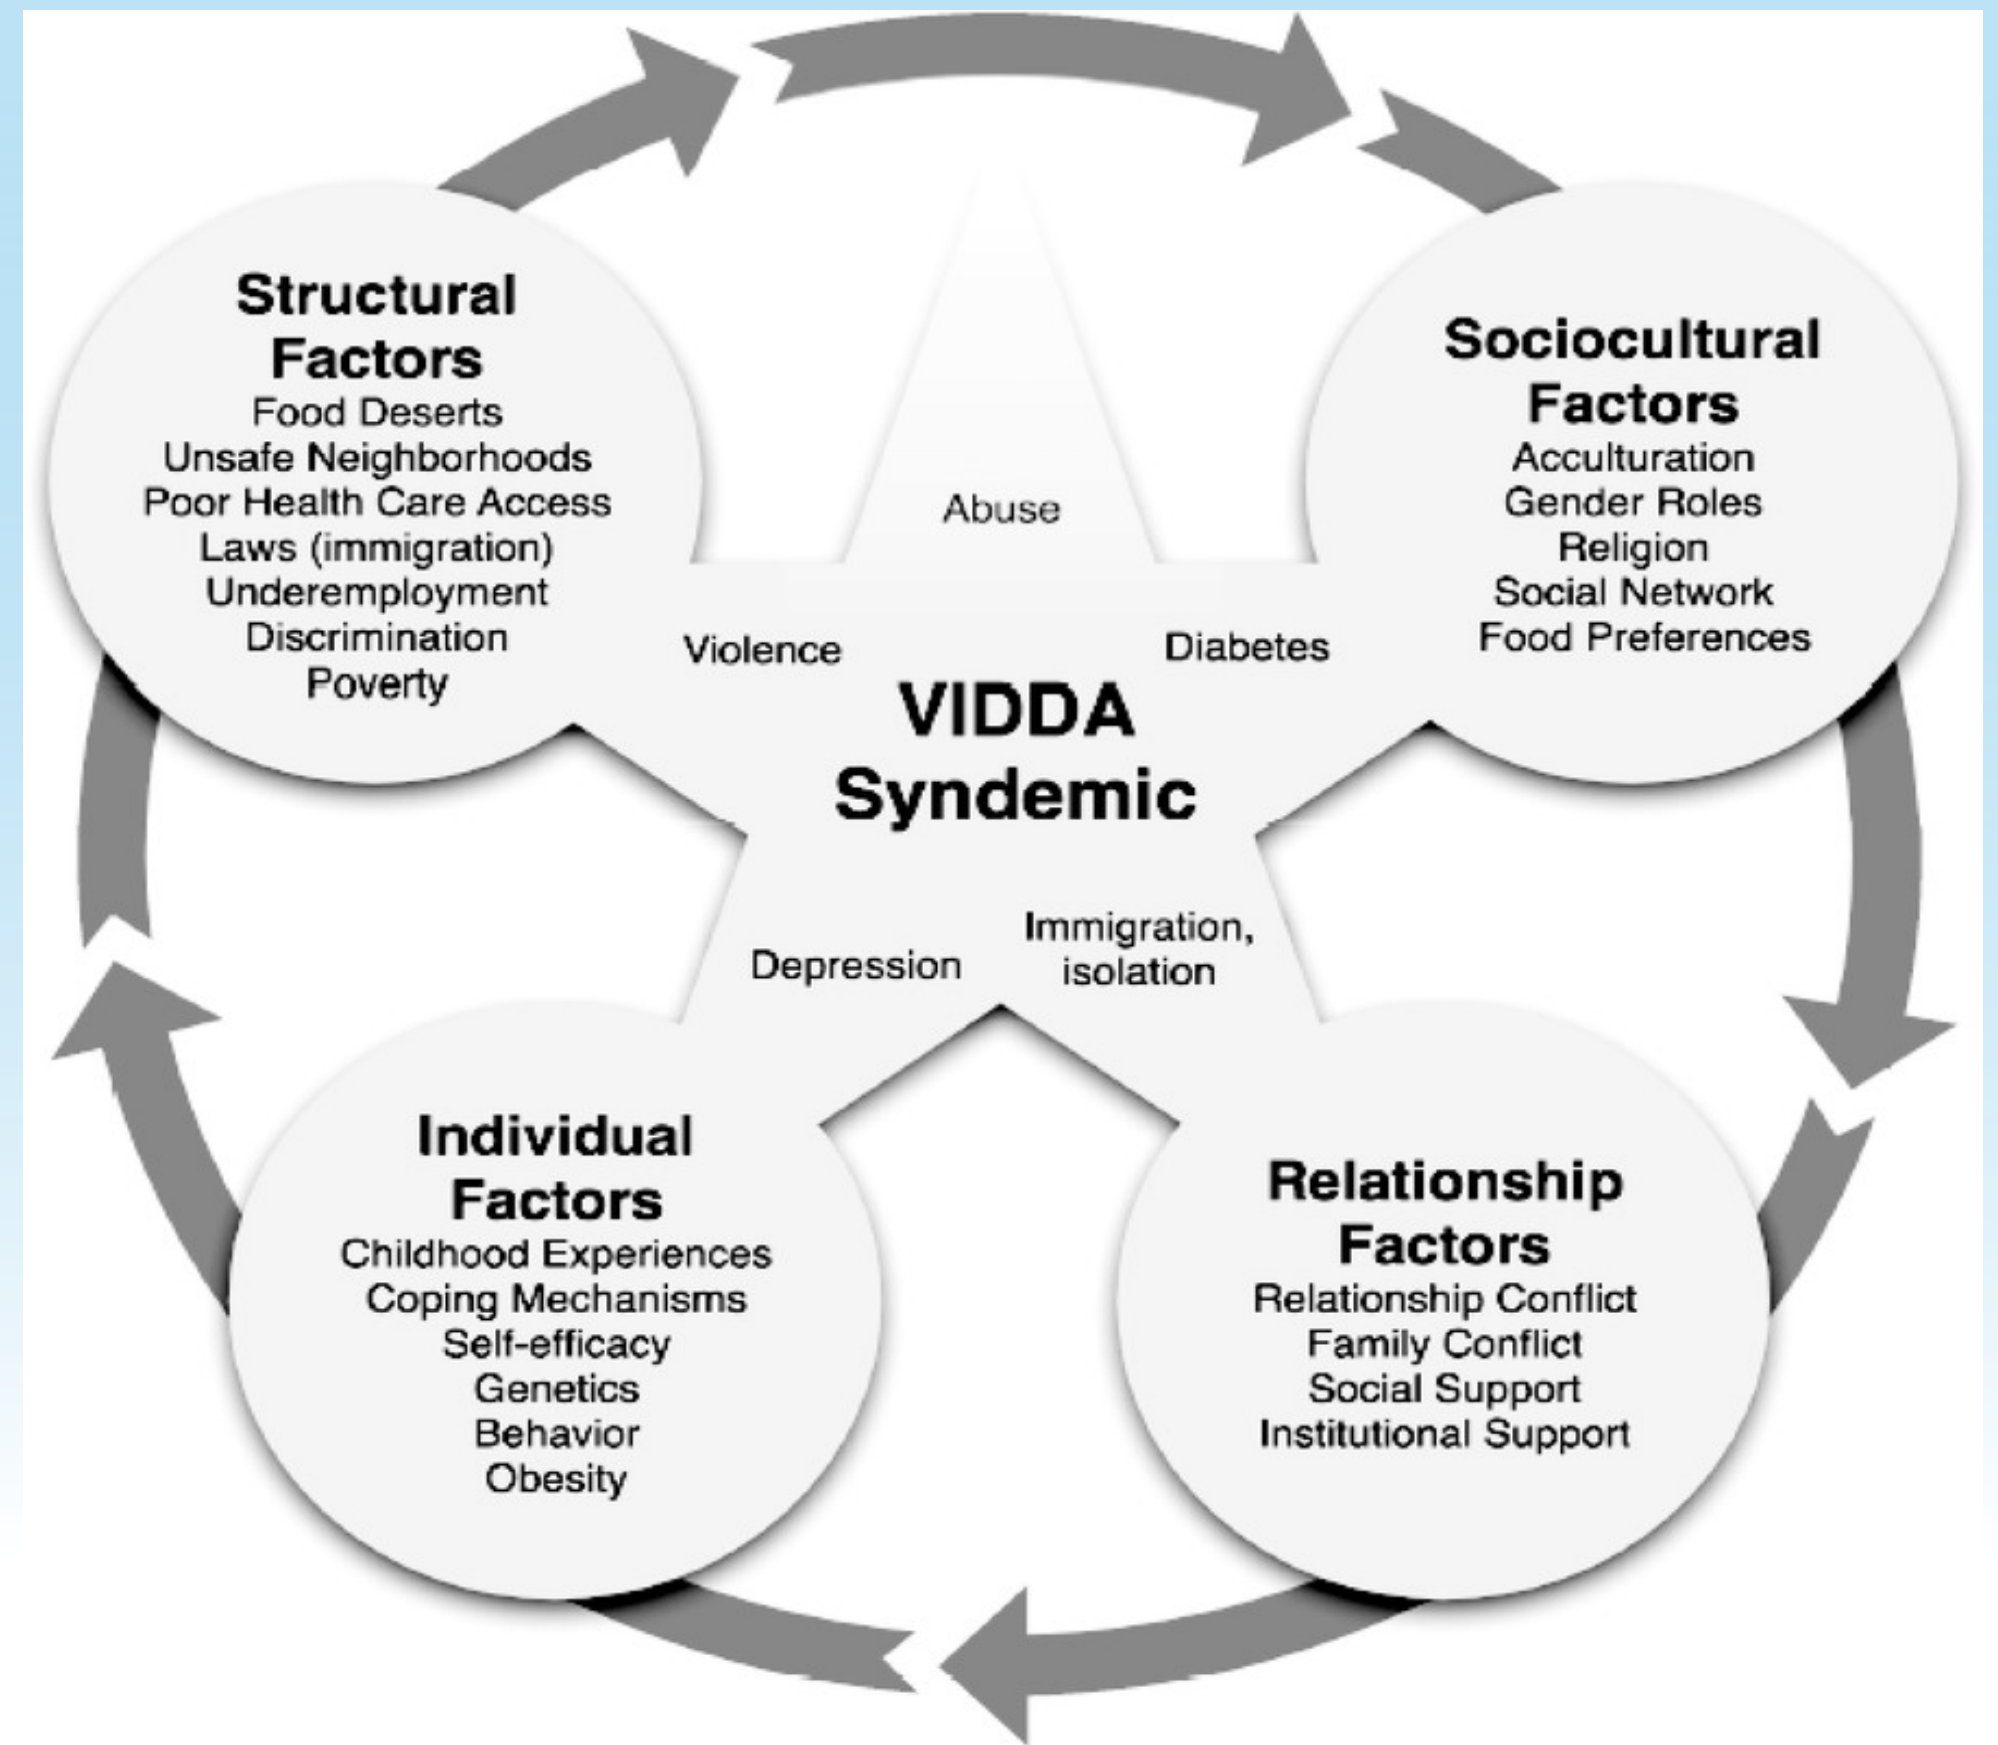 Structural
Factors
Food Deserts
Unsafe Neighborhoods
Poor Health Care Access
Laws (immigration)
Underemployment
Discrimination
Poverty
Sociocultural
Factors
Acculturation
Gender Roles
Religion
Social Network
Food Preferences
Abuse
Violence
Diabetes
VIDDA
Syndemic
Depression
Immigration,
isolation
Individual
Factors
Childhood Experiences
Coping Mechanisms
Self-efficacy
Genetics
Behavior
Obesity
Relationship
Factors
Relationship Conflict
Family Conflict
Social Support
Institutional Support